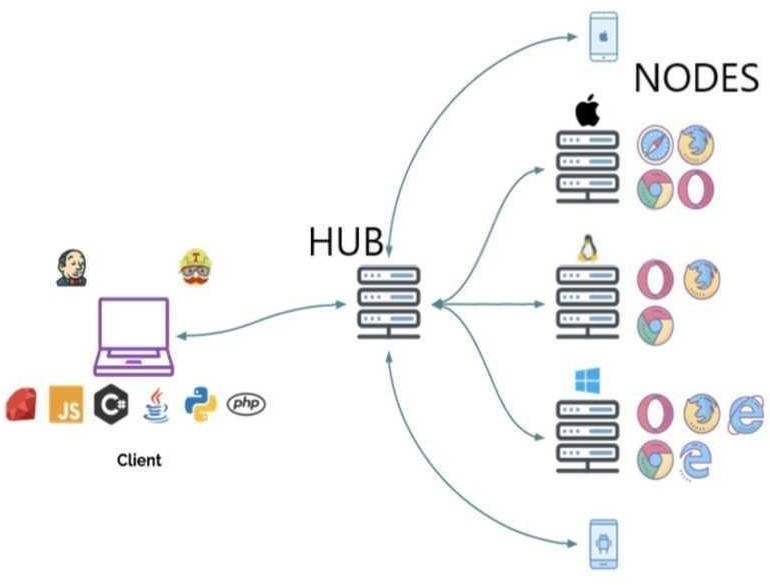 NODES
HUB
T
JS
C#
php
Client